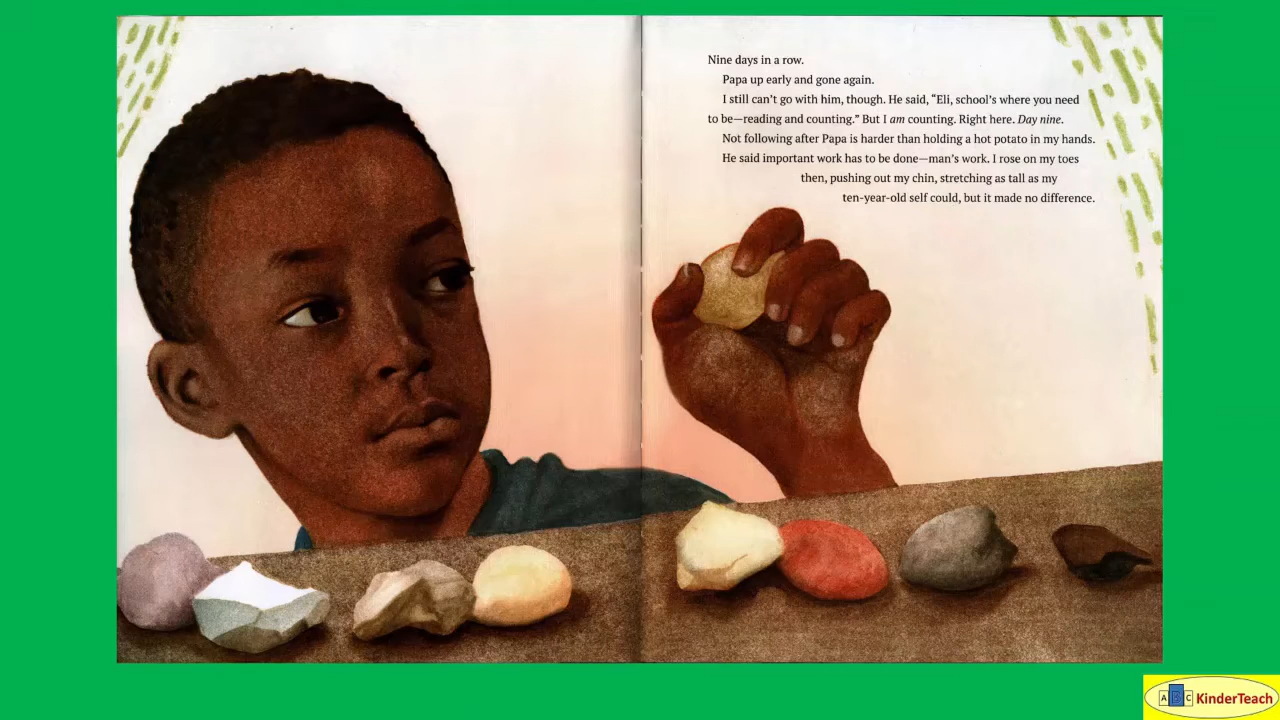 Nine days in a row.
Papa up early and gone again.
I still can't go with him, though. He said, “Eli, school's where you need
to be—reading and counting.” But I am counting. Right here. Day nine.
Not following after Papa is harder than holding a hot potato in my hands.
He said important work has to be done—man's work. I rose on my toes
then, pushing out my chin, stretching as tall as my
ten-year-old self could, but it made no difference.
A B C KinderTeach